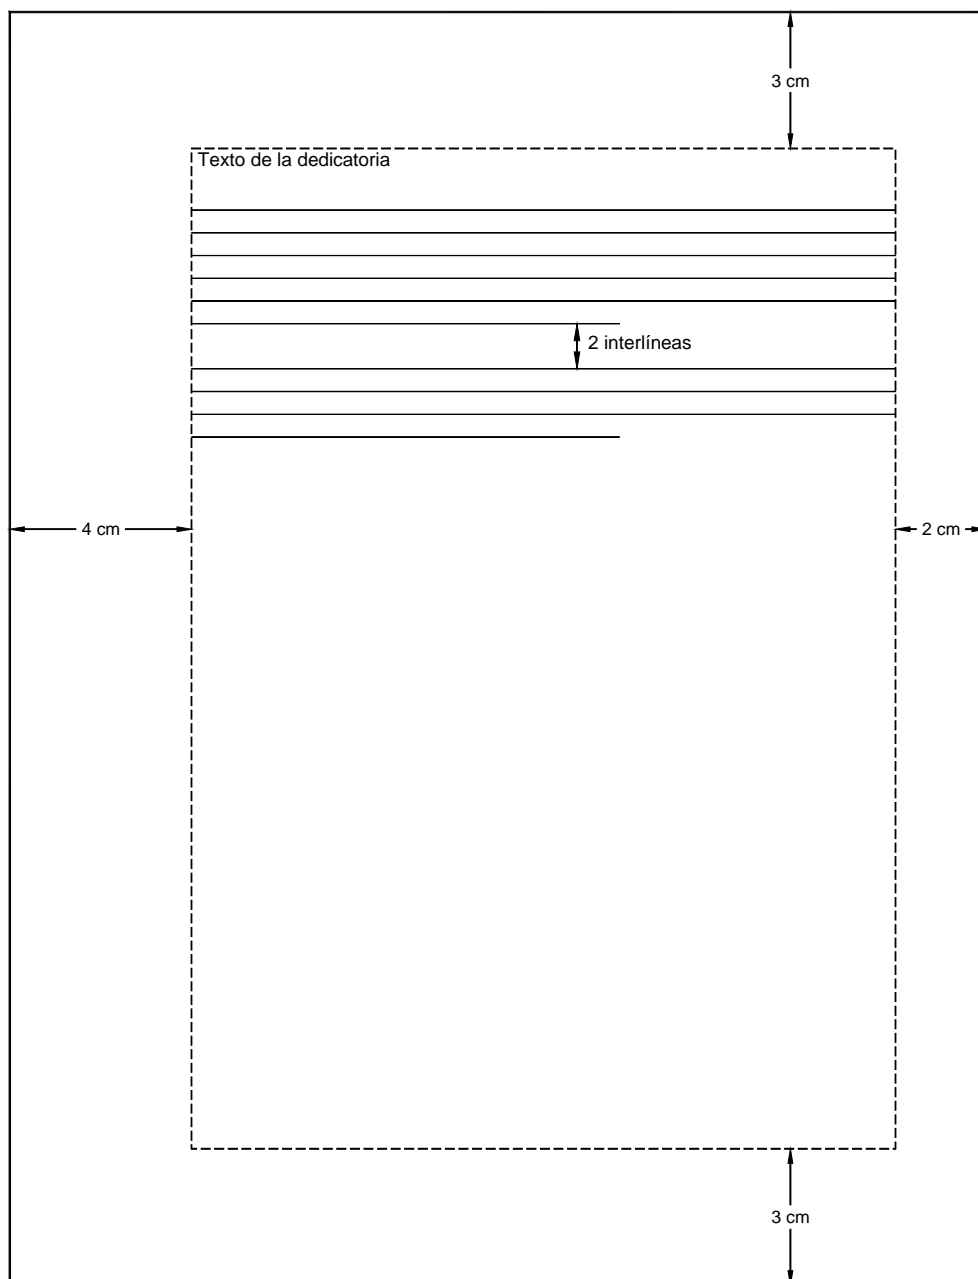 3 cm
Texto de la dedicatoria
2 interlíneas
4 cm
2 cm
3 cm